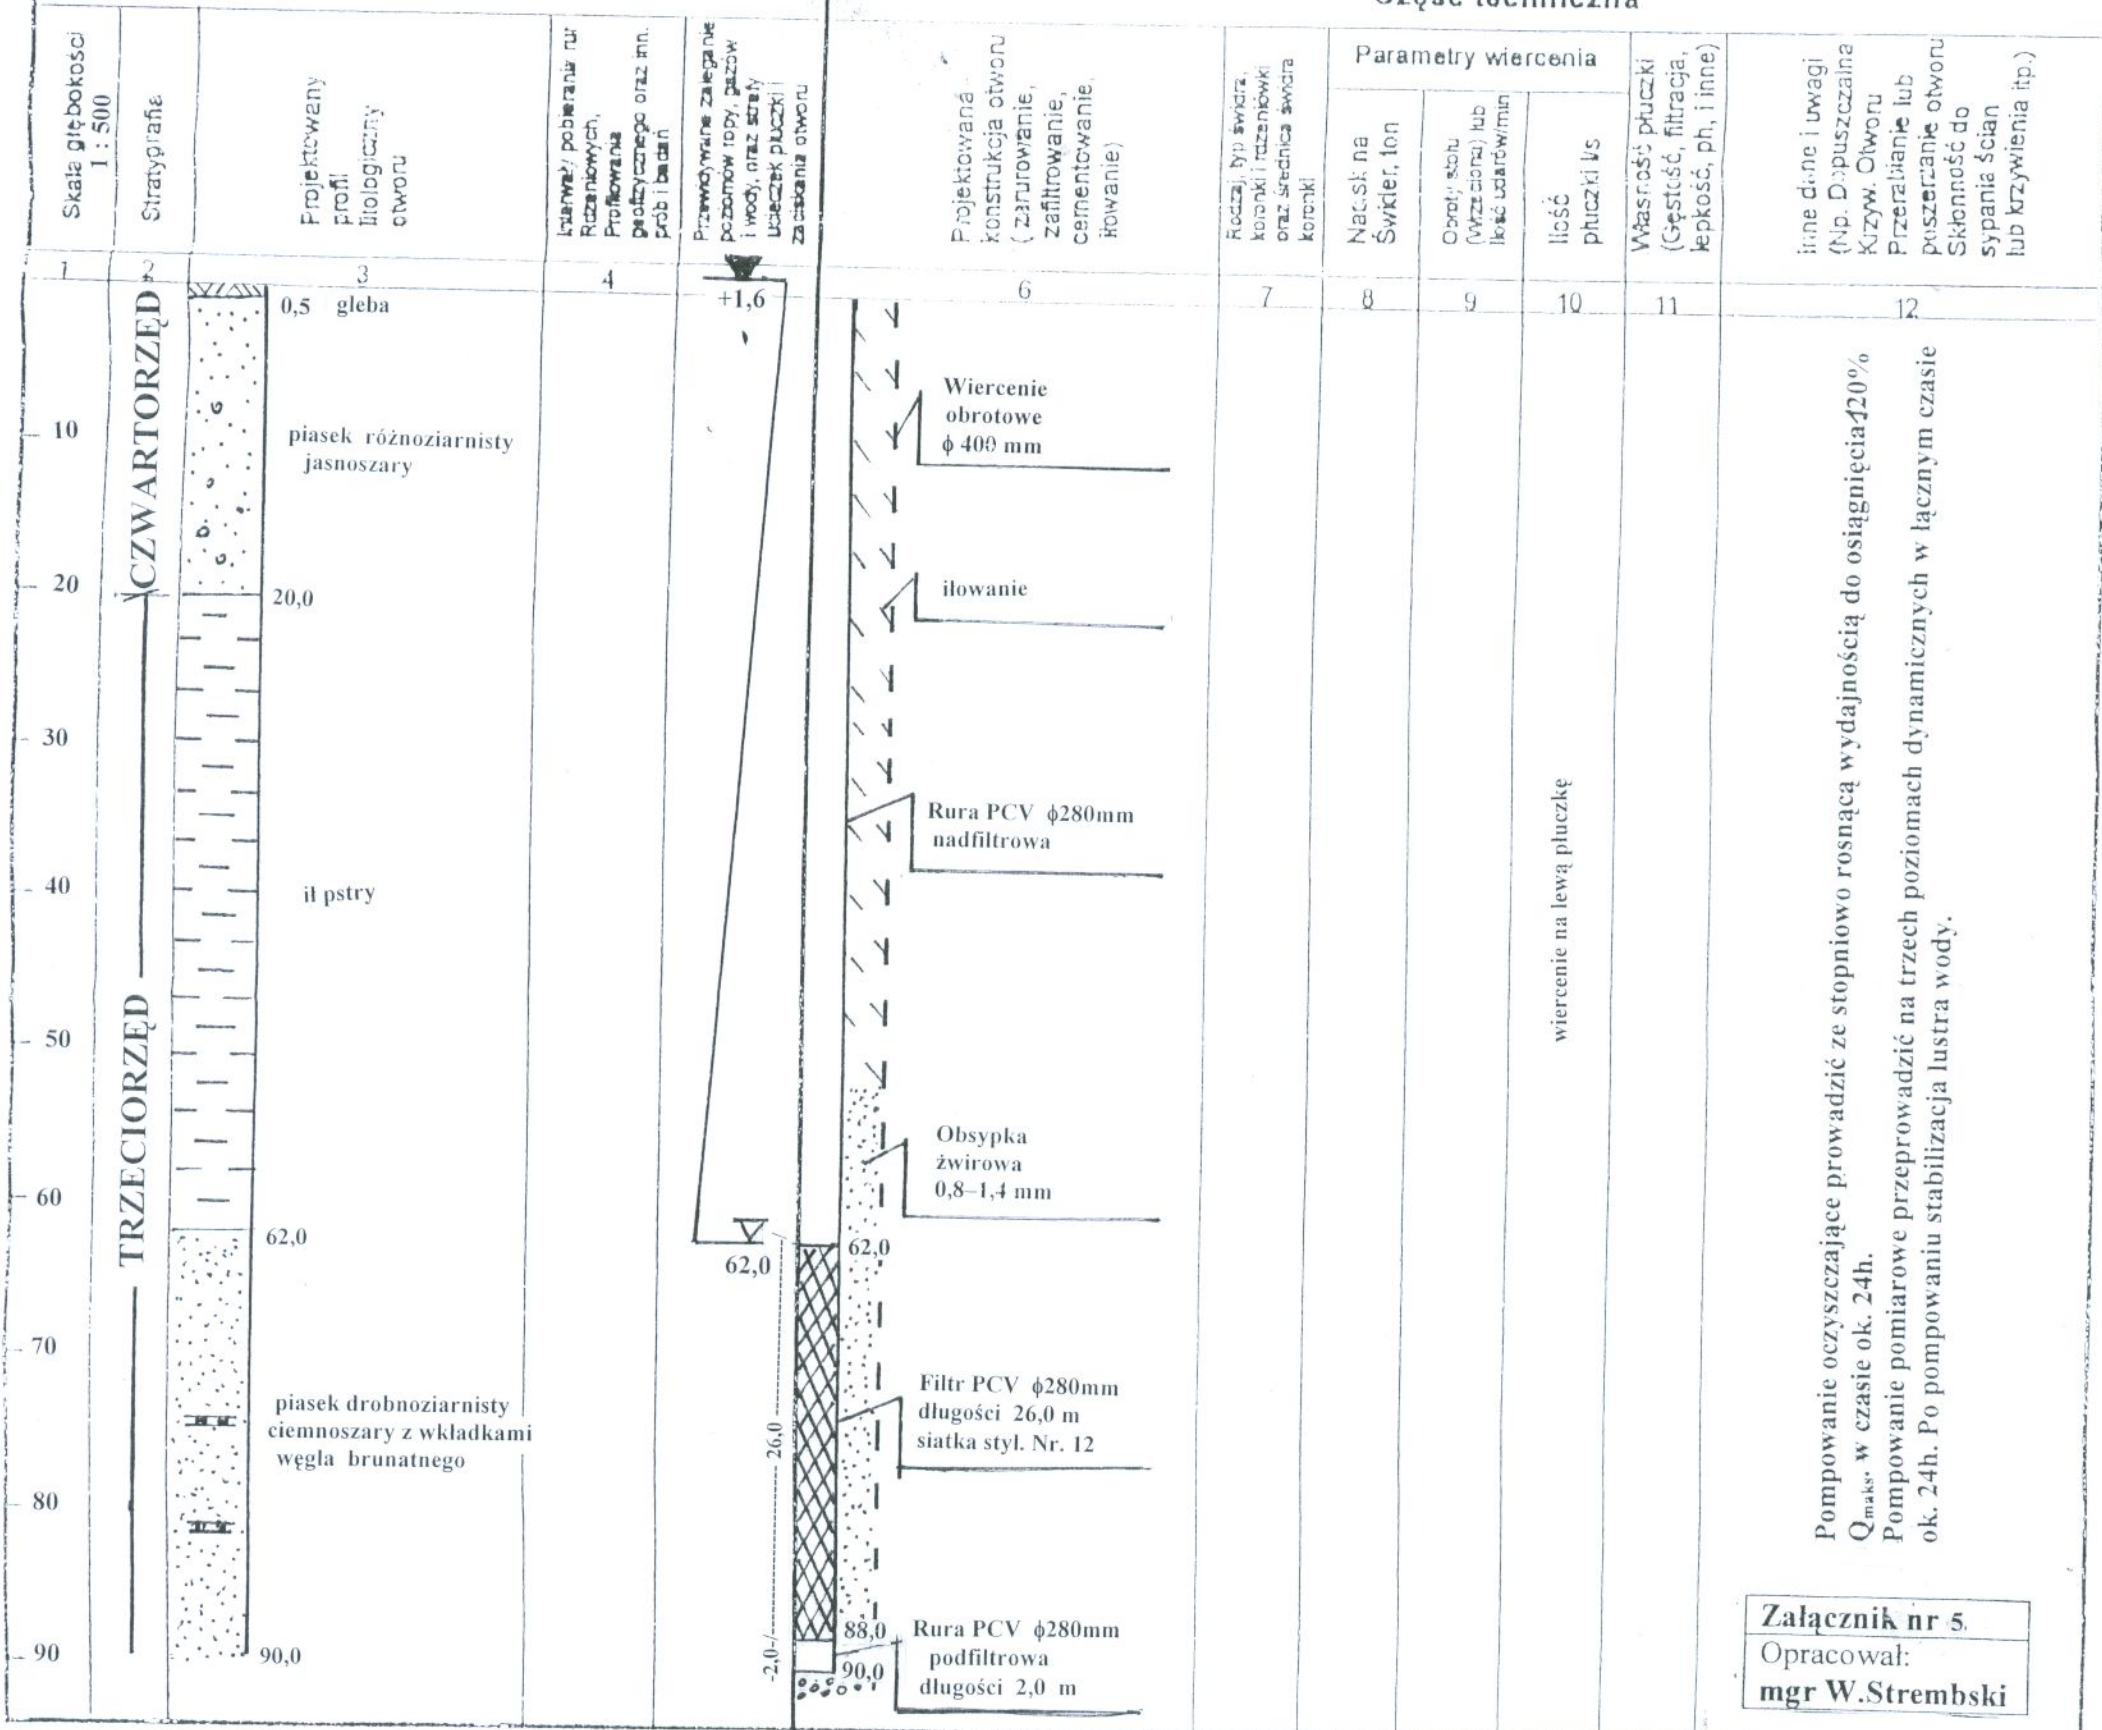 Część techniczna
Skala głębokości
1 : 500
Stratygrafia
Projektowany
profil
litologiczny
otworu
Interwały pobierania rur
Rdzeniowych,
Profilowania
geofizycznego oraz inn.
prób i badań
Przewidywane zaleganie
poziomów ropy, gazów
i wody, oraz strefy
ucieczek płuczki i
zaciskania otworu
Projektowana
konstrukcja otworu
( zarurowanie,
zafiltrowanie,
cementowanie,
iłowanie)
Rodzaj, typ świdra,
koronki i rdzeniówki
oraz średnica świdra
koronki
Parametry wiercenia
Nacisk na
Świder, ton
Obroty stołu
(wrzeciona) lub
Ilość udarów/min
Ilość
płuczki l/s
Własność płuczki
(Gęstość, filtracja,
lepkość, ph, i inne)
Inne dane i uwagi
(Np. Dopuszczalna
Krzyw. Otworu
Przerabianie lub
poszerzanie otworu
Skłonność do
sypania ścian
lub krzywienia itp.)
1 2 3 4 6 7 8 9 10 11 12
+1,6
0,5 gleba
CZWARTORZĘD
10
piasek różnoziarnisty
jasnoszary
Wiercenie
obrotowe
ϕ 400 mm
20
20,0
iłowanie
30
Rura PCV ϕ280mm
nadfiltrowa
40
ił pstry
wiercenie na lewą płuczkę
50
TRZECIORZĘD
Obsypka
żwirowa
0,8–1,4 mm
60
62,0
62,0
62,0
70
piasek drobnoziarnisty
ciemnoszary z wkładkami
węgla brunatnego
26,0
Filtr PCV ϕ280mm
długości 26,0 m
siatka styl. Nr. 12
80
90
90,0
2,0
88,0
90,0
Rura PCV ϕ280mm
podfiltrowa
długości 2,0 m
Pompowanie oczyszczające prowadzić ze stopniowo rosnącą wydajnością do osiągnięcia 120%
Qmaks. w czasie ok. 24h.
Pompowanie pomiarowe przeprowadzić na trzech poziomach dynamicznych w łącznym czasie
ok. 24h. Po pompowaniu stabilizacja lustra wody.
Załącznik nr 5.
Opracował:
mgr W.Strembski